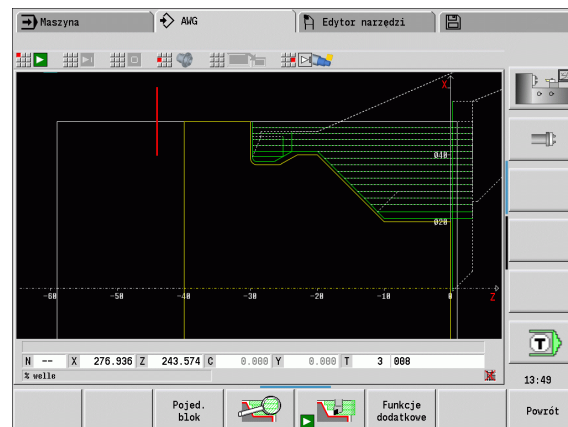 Maszyna
AWG
Edytor narzędzi
X
Ø40
Ø20
-60 -50 -40 -30 -20 -10 0 Z
N -- X 276.936 Z 243.574 C 0.000 Y 0.000 T 3 008
% welle
T
13:49
Pojed.
blok
Funkcje
dodatkowe
Powrót